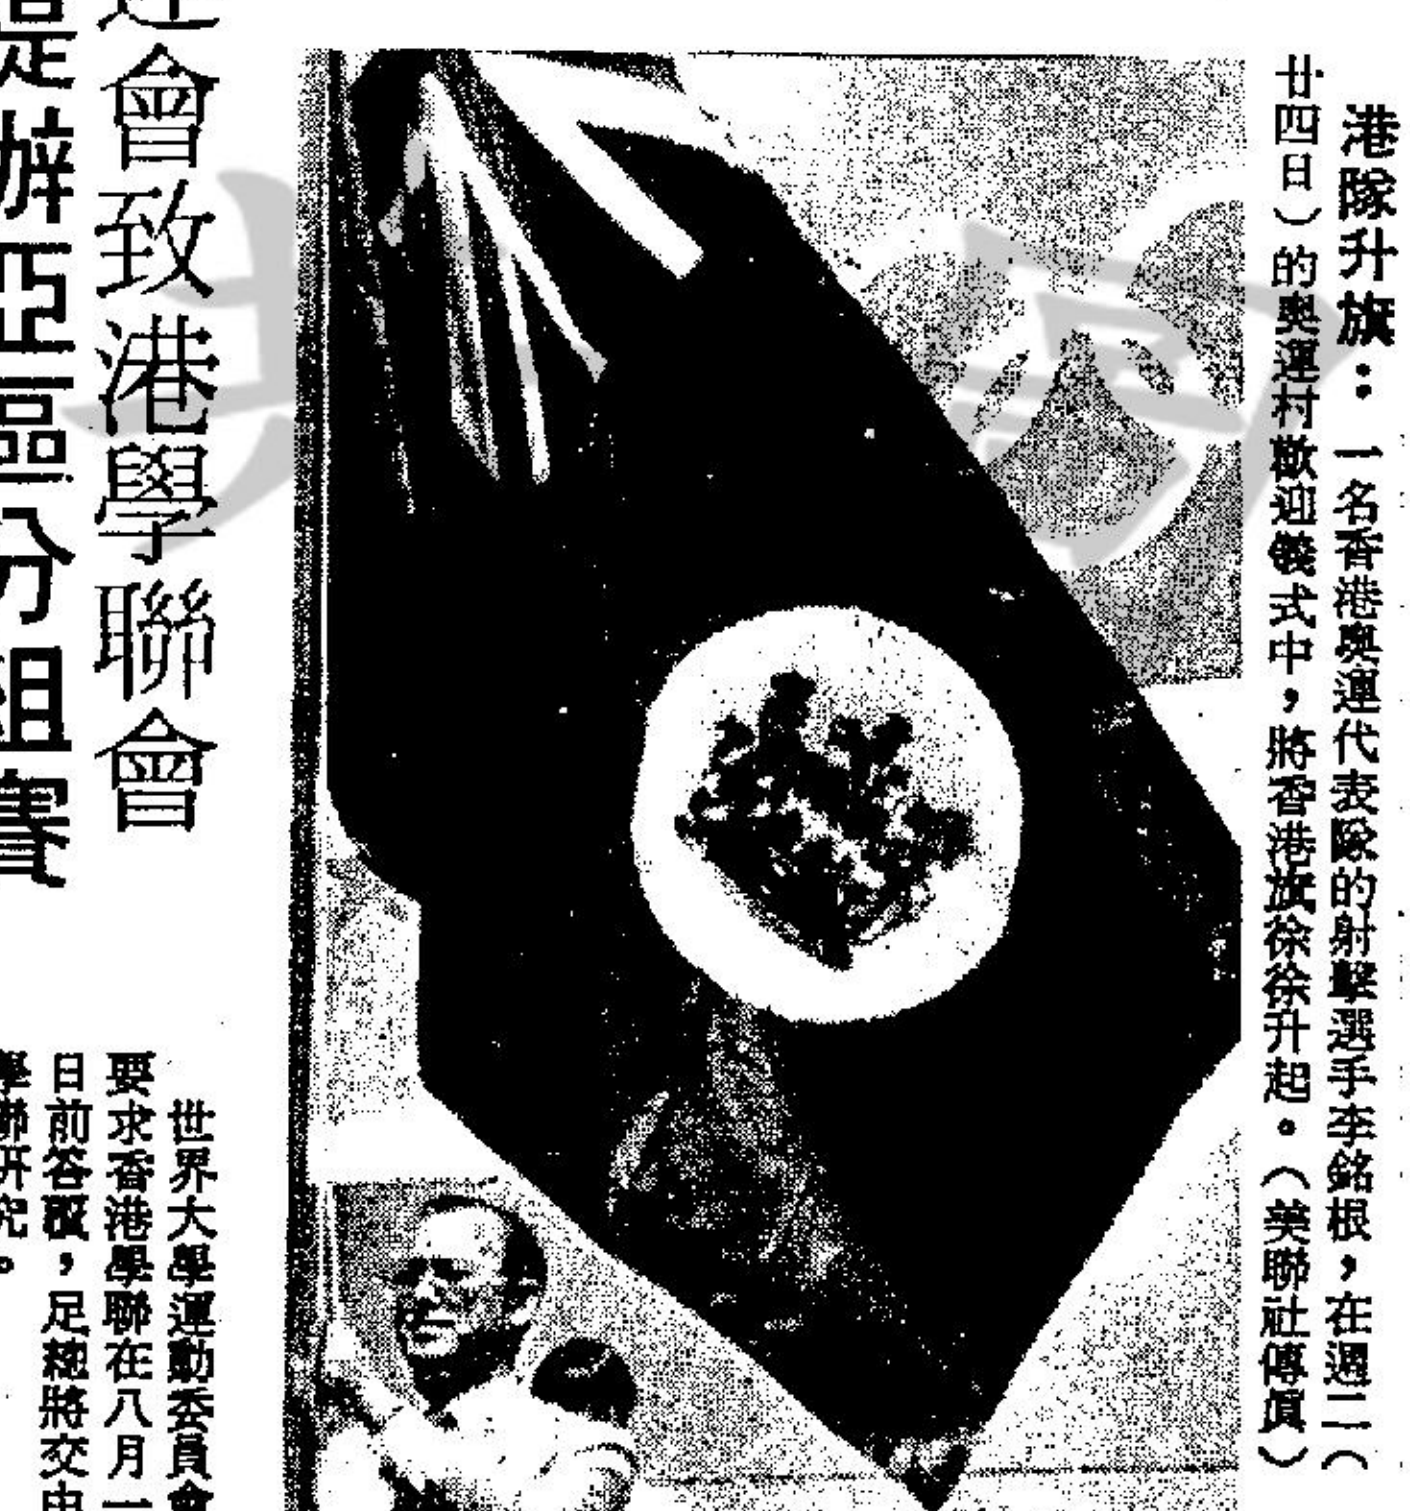 港隊升旗：一名香港奧運代表隊的射擊選手李銘根，在週二（
廿四日）的奧運村歡迎儀式中，將香港旗徐徐升起。（美聯社傳眞）
會致港學聯會
辦亞區分組賽
世界大學運動委員會
要求香港學聯在八月一
日前答覆，足總將交由
學聯研究。